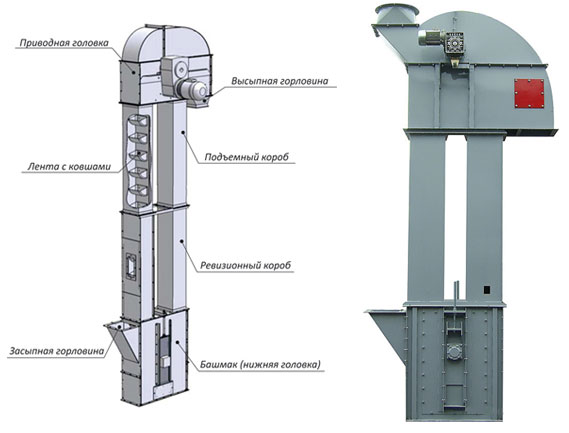 Приводная головка
Высыпная горловина
Лента с ковшами
Подъемный короб
Ревизионный короб
Засыпная горловина
Башмак (нижняя головка)